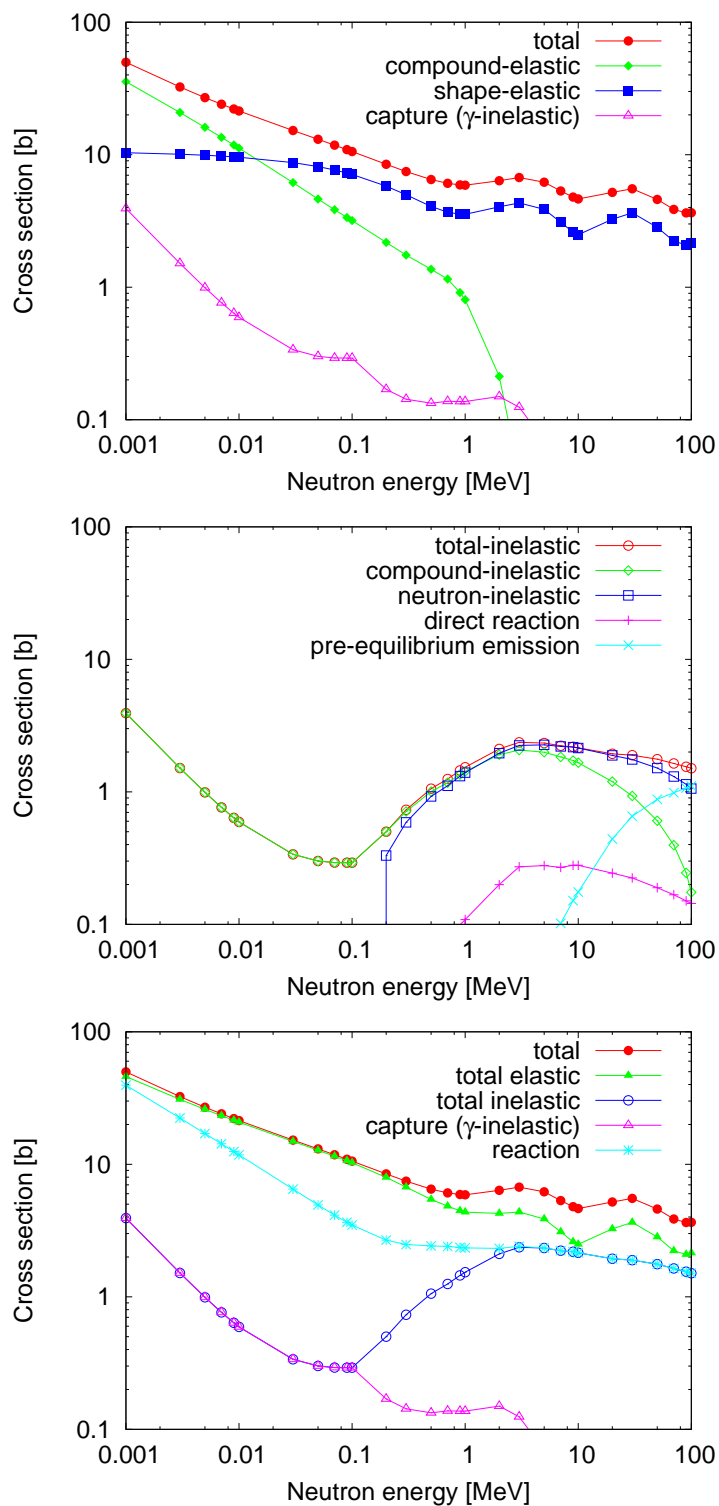 100
10
1
0.1
Cross section [b]
total
compound-elastic
shape-elastic
capture (γ-inelastic)
0.001 0.01 0.1 1 10 100
Neutron energy [MeV]
100
10
1
0.1
Cross section [b]
total-inelastic
compound-inelastic
neutron-inelastic
direct reaction
pre-equilibrium emission
0.001 0.01 0.1 1 10 100
Neutron energy [MeV]
100
10
1
0.1
Cross section [b]
total
total elastic
total inelastic
capture (γ-inelastic)
reaction
0.001 0.01 0.1 1 10 100
Neutron energy [MeV]